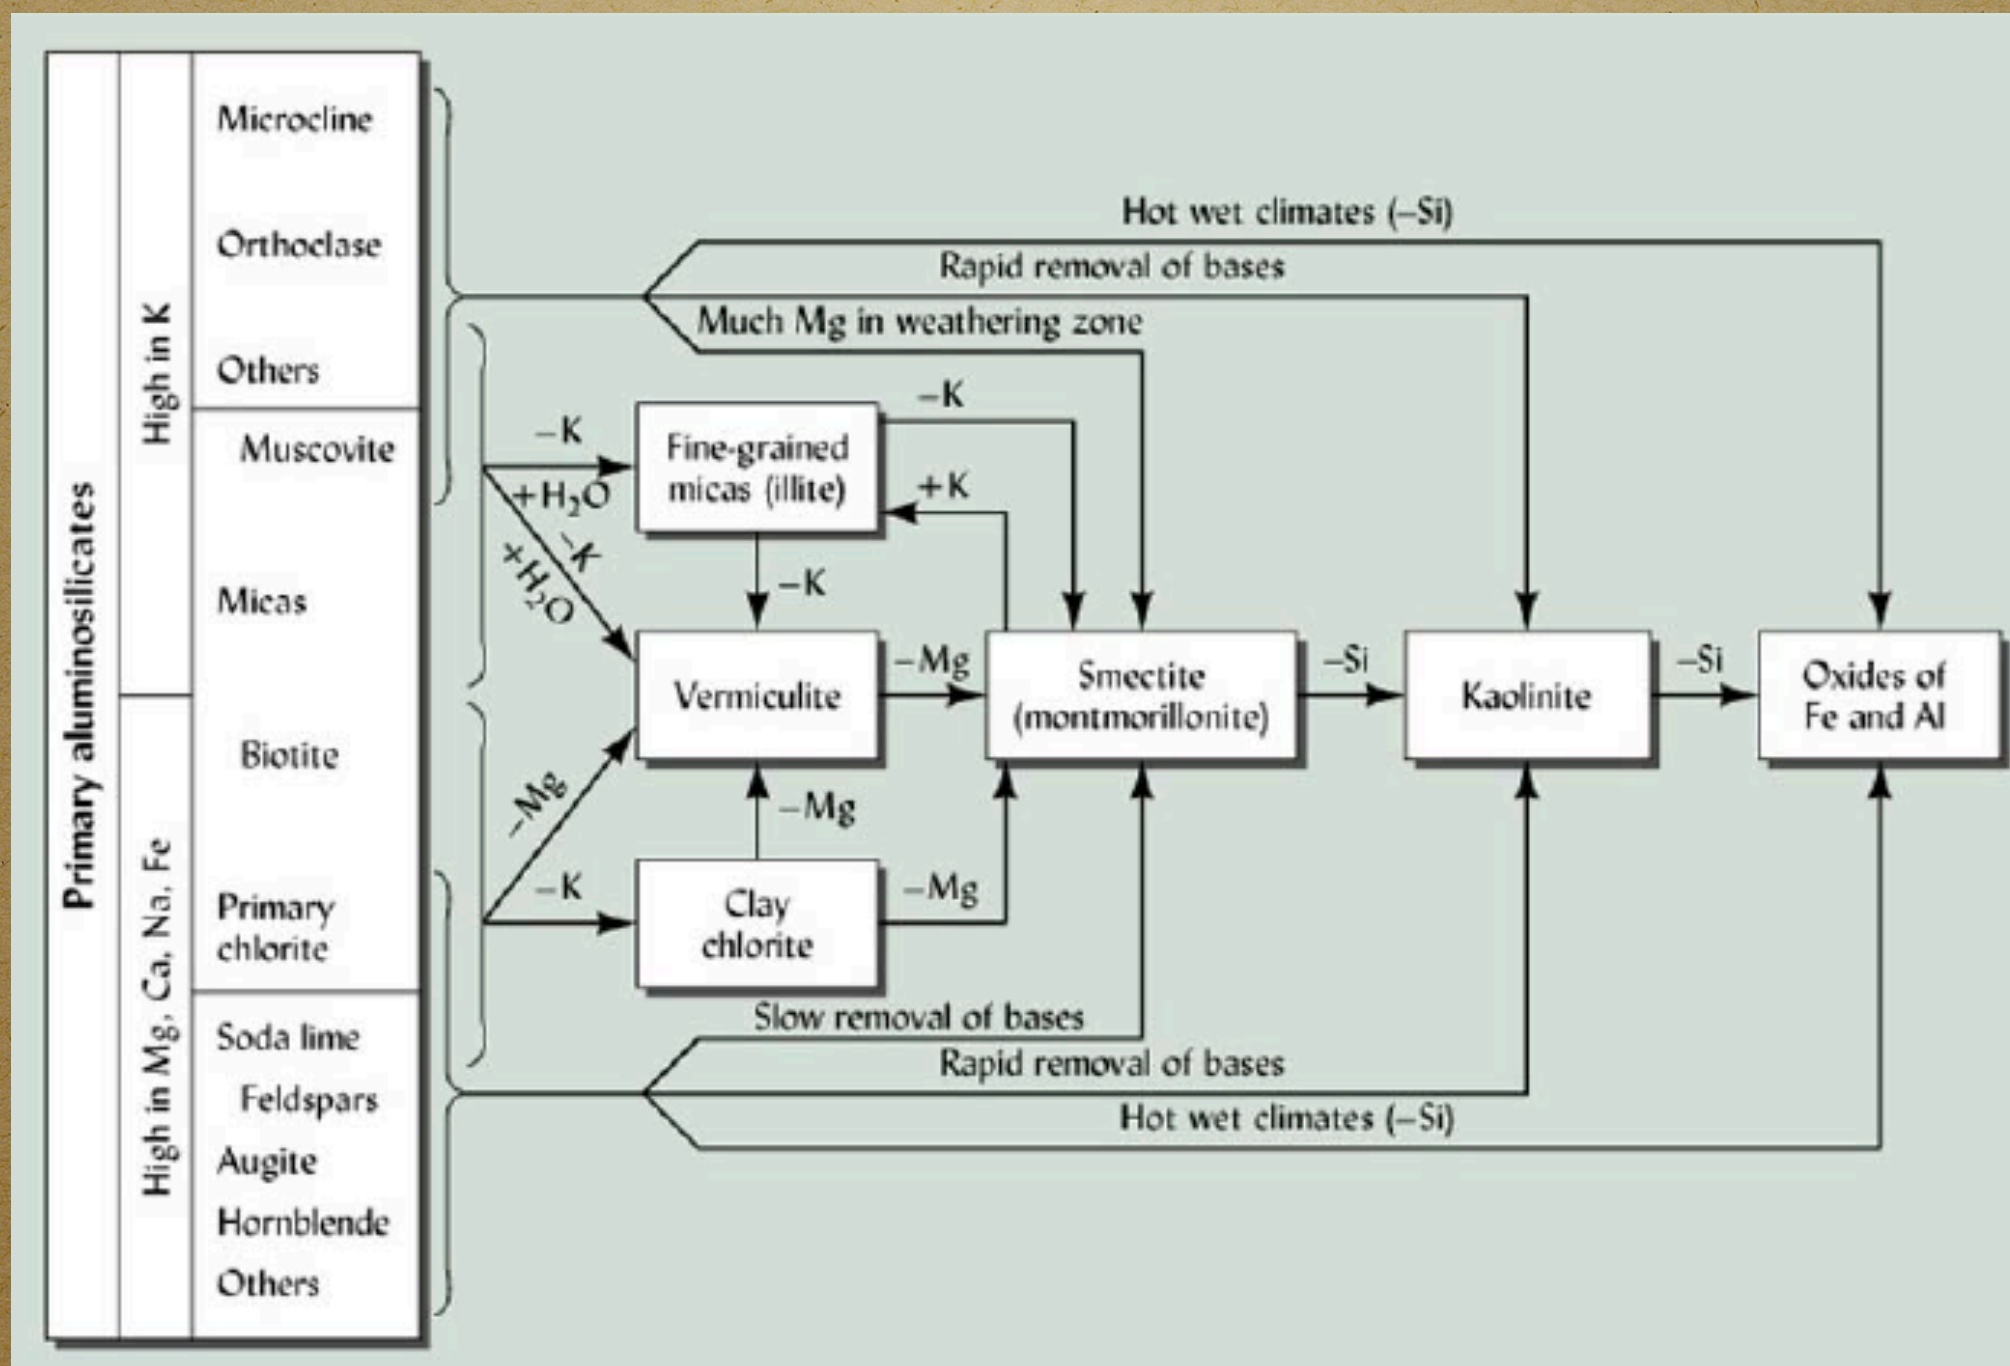 Primary aluminosilicates
High in K
High in Mg, Ca, Na, Fe
Microcline
Orthoclase
Others
Muscovite
Micas
Biotite
Primary
chlorite
Soda lime
Feldspars
Augite
Hornblende
Others
Hot wet climates (–Si)
Rapid removal of bases
Much Mg in weathering zone
–K
+H₂O
–K
+H₂O
Fine-grained
micas (illite)
–K
+K
–K
Vermiculite
–Mg
Smectite
(montmorillonite)
–Si
Kaolinite
–Si
Oxides of
Fe and Al
–Mg
–K
–Mg
Clay
chlorite
–Mg
Slow removal of bases
Rapid removal of bases
Hot wet climates (–Si)